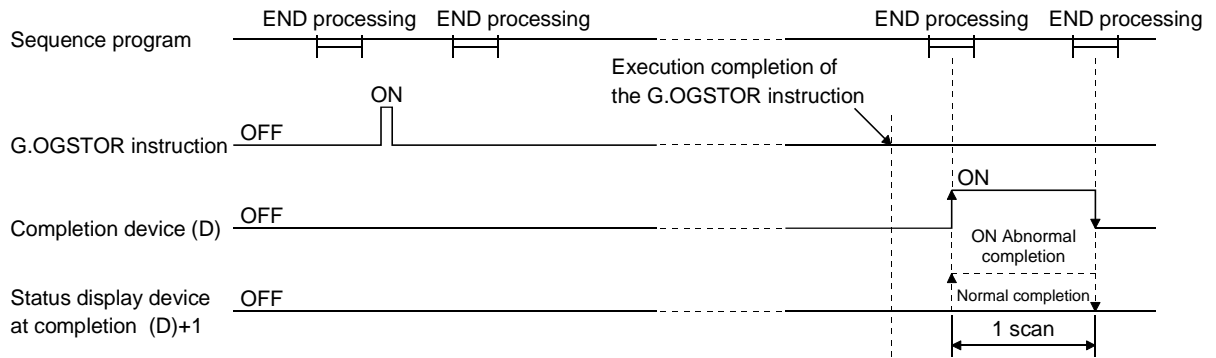 END processing END processing END processing END processing
Sequence program
Execution completion of
the G.OGSTOR instruction
ON
G.OGSTOR instruction OFF
ON
Completion device (D) OFF
ON Abnormal
completion
Status display device
at completion (D)+1
OFF
Normal completion
1 scan